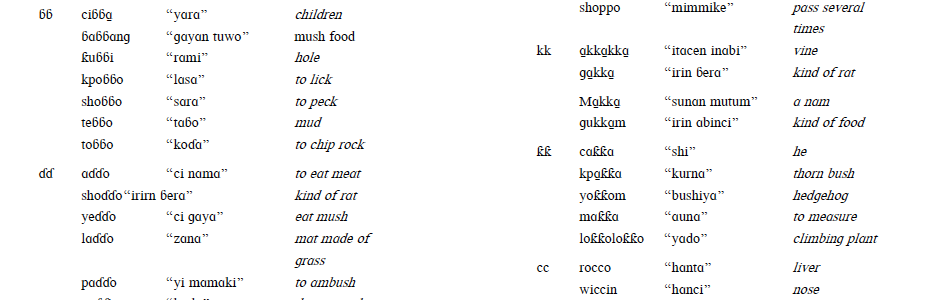 ɓɓ ciɓɓa̱ “yara” children
ɓaɓɓang “gayan tuwo” mush food
ƙuɓɓi “rami” hole
kpoɓɓo “lasa” to lick
shoɓɓo “sara” to peck
teɓɓo “taɓo” mud
toɓɓo “koɗa” to chip rock
ɗɗ aɗɗo “ci nama” to eat meat
shoɗɗo “irirn ɓera” kind of rat
yeɗɗo “ci gaya” eat mush
laɗɗo “zana” mat made of
grass
paɗɗo “yi mamaki” to ambush
shoppo “mimmike” pass several
times
kk a̱kka̱kka̱ “itacen inabi” vine
ga̱kka̱ “irin ɓera” kind of rat
Ma̱kka̱ “sunan mutum” a nam
gukka̱m “irin abinci” kind of food
ƙƙ caƙƙa “shi” he
kpa̱ƙƙa “kurna” thorn bush
yoƙƙom “bushiya” hedgehog
maƙƙa “auna” to measure
loƙƙoloƙƙo “yado” climbing plant
cc rocco “hanta” liver
wiccin “hanci” nose